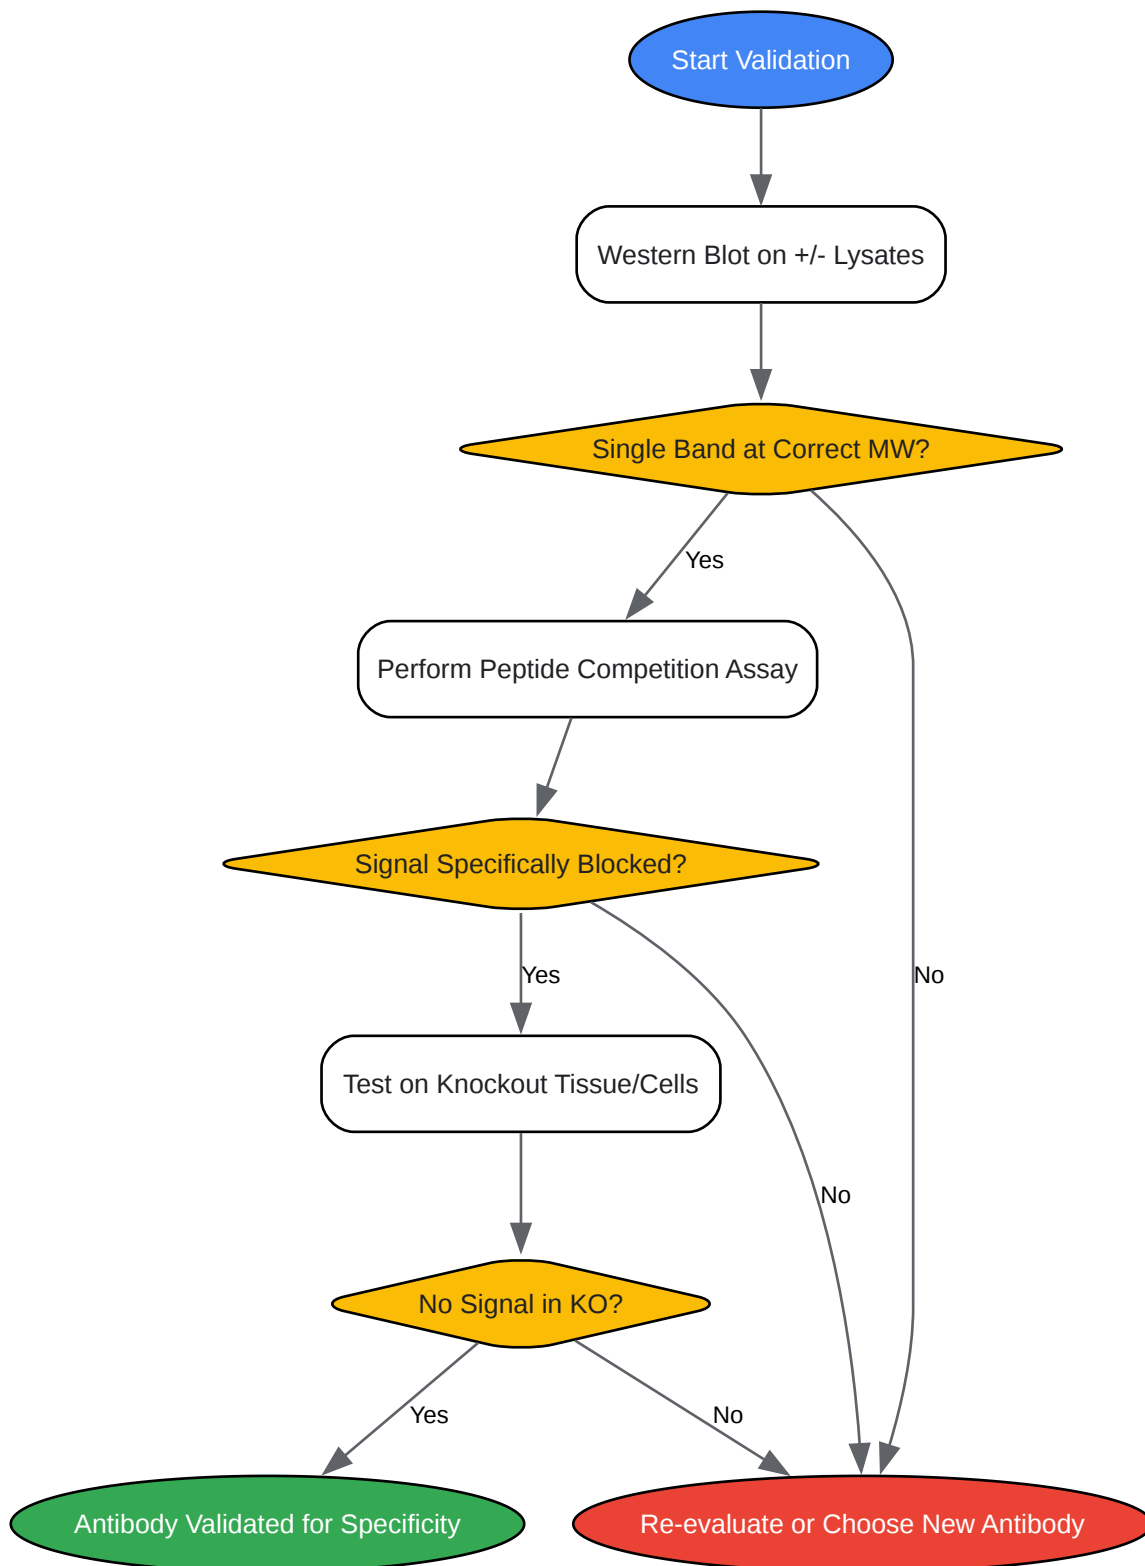 Start Validation
Western Blot on +/- Lysates
Single Band at Correct MW?
Yes
Perform Peptide Competition Assay
Signal Specifically Blocked?
Yes
No
Test on Knockout Tissue/Cells
No
No Signal in KO?
Yes
No
Antibody Validated for Specificity
Re-evaluate or Choose New Antibody